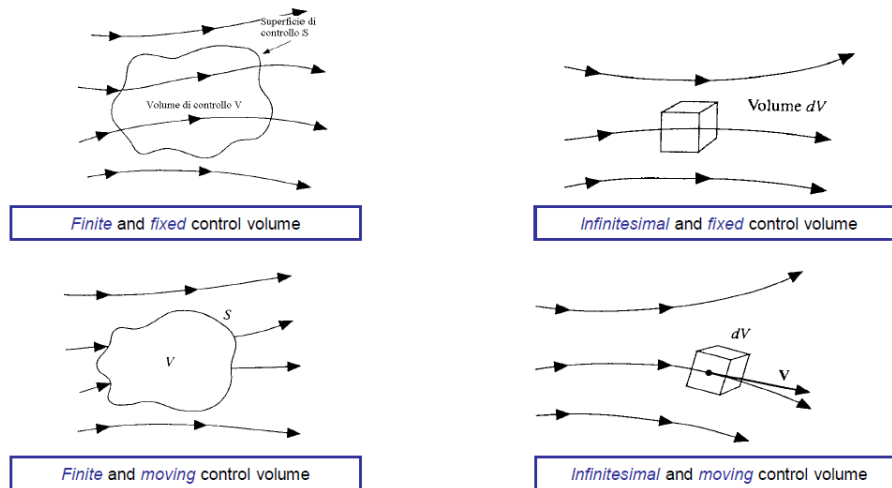 Superficie di
controllo S
Volume di controllo V
Finite and fixed control volume
Volume dV
Infinitesimal and fixed control volume
S
V
Finite and moving control volume
dV
V
Infinitesimal and moving control volume